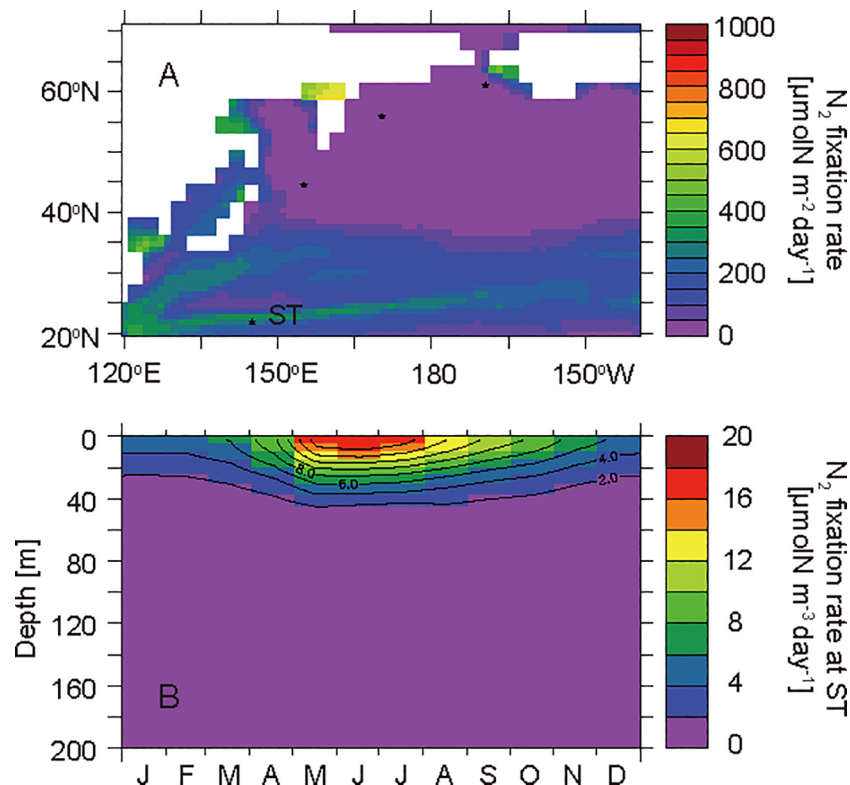 A
60°N
40°N
20°N
ST
120°E 150°E 180 150°W
1000
800
600
400
200
0
N₂ fixation rate
[μmolN m⁻² day⁻¹]
B
Depth [m]
0
40
80
120
160
200
8.0
6.0
4.0
2.0
J F M A M J J A S O N D
20
16
12
8
4
0
N₂ fixation rate at ST
[μmolN m⁻³ day⁻¹]